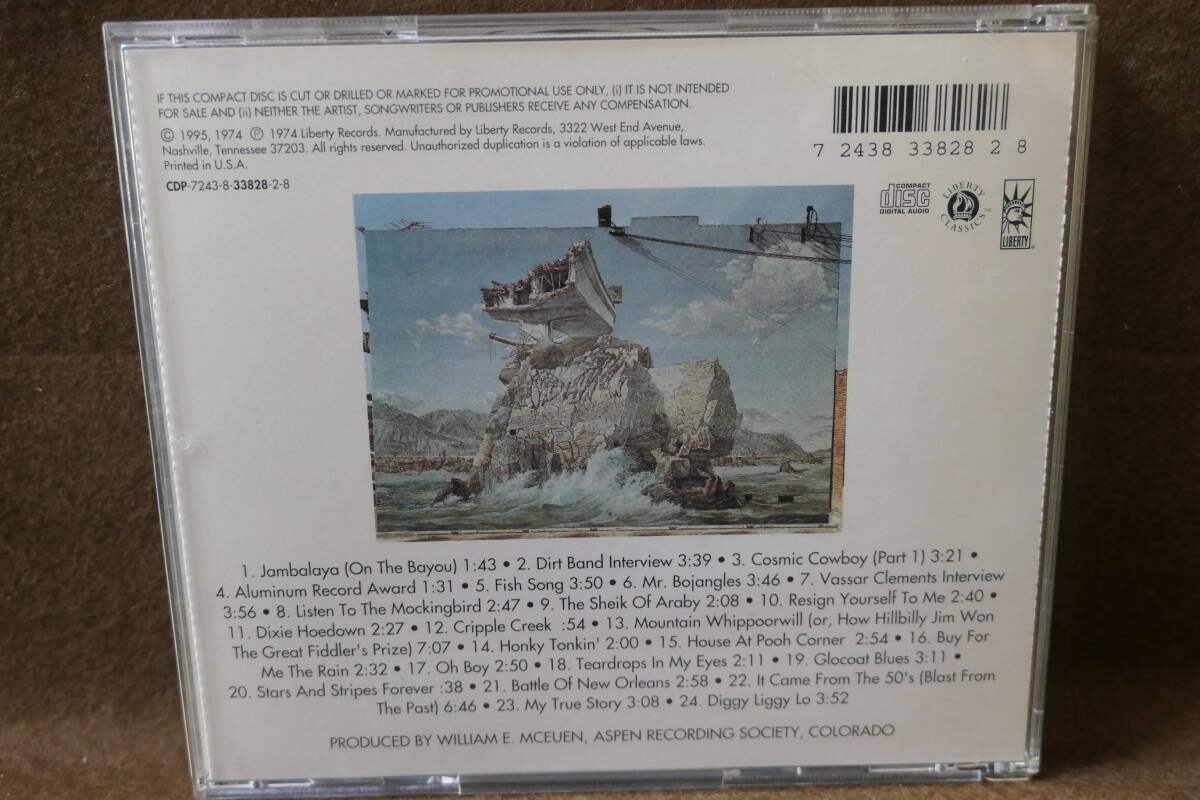 IF THIS COMPACT DISC IS CUT OR DRILLED OR MARKED FOR PROMOTIONAL USE ONLY, (i) IT IS NOT INTENDED
FOR SALE AND (ii) NEITHER THE ARTIST, SONGWRITERS OR PUBLISHERS RECEIVE ANY COMPENSATION.
© 1995, 1974 ℗ 1974 Liberty Records. Manufactured by Liberty Records, 3322 West End Avenue,
Nashville, Tennessee 37203. All rights reserved. Unauthorized duplication is a violation of applicable laws.
Printed in U.S.A.
CDP-7243-8-33828-2-8
7 2438 33828 2 8
COMPACT
disc
DIGITAL AUDIO
LIBERTY
CLASSICS™
LIBERTY®
1. Jambalaya (On The Bayou) 1:43 • 2. Dirt Band Interview 3:39 • 3. Cosmic Cowboy (Part 1) 3:21 •
4. Aluminum Record Award 1:31 • 5. Fish Song 3:50 • 6. Mr. Bojangles 3:46 • 7. Vassar Clements Interview
3:56 • 8. Listen To The Mockingbird 2:47 • 9. The Sheik Of Araby 2:08 • 10. Resign Yourself To Me 2:40 •
11. Dixie Hoedown 2:27 • 12. Cripple Creek :54 • 13. Mountain Whippoorwill (or, How Hillbilly Jim Won
The Great Fiddler's Prize) 7:07 • 14. Honky Tonkin' 2:00 • 15. House At Pooh Corner 2:54 • 16. Buy For
Me The Rain 2:32 • 17. Oh Boy 2:50 • 18. Teardrops In My Eyes 2:11 • 19. Glocoat Blues 3:11 •
20. Stars And Stripes Forever :38 • 21. Battle Of New Orleans 2:58 • 22. It Came From The 50's (Blast From
The Past) 6:46 • 23. My True Story 3:08 • 24. Diggy Liggy Lo 3:52
PRODUCED BY WILLIAM E. MCEUEN, ASPEN RECORDING SOCIETY, COLORADO